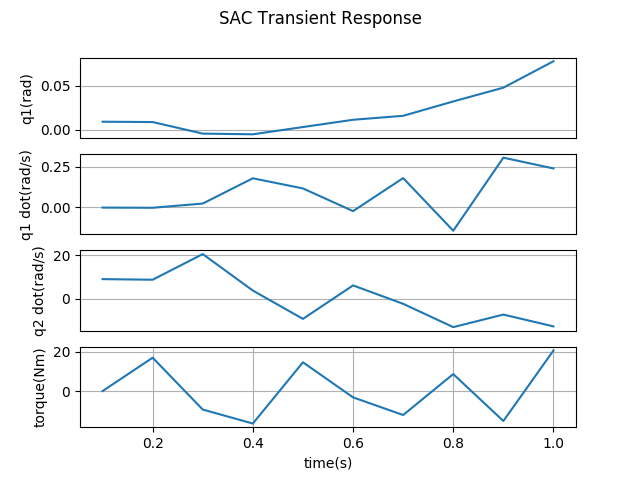 SAC Transient Response
q1(rad)
0.05
0.00
q1 dot(rad/s)
0.25
0.00
q2 dot(rad/s)
20
0
torque(Nm)
20
0
0.2 0.4 0.6 0.8 1.0
time(s)